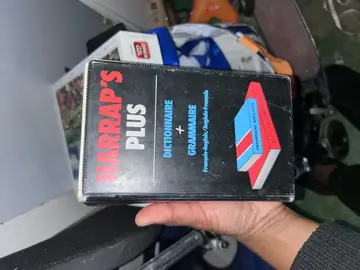 HARRAP'S
PLUS
DICTIONNAIRE
+
GRAMMAIRE
Français-Anglais/Anglais-Français